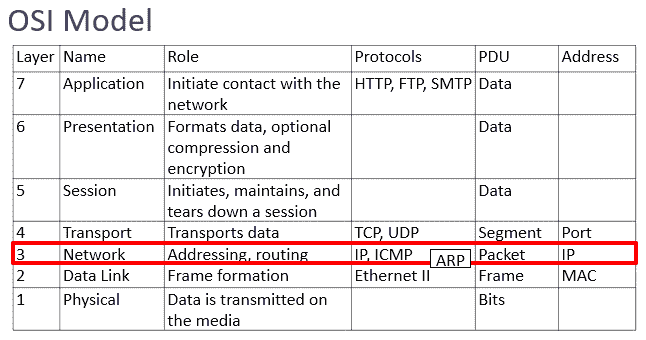 OSI Model
Layer Name Role Protocols PDU Address
7 Application Initiate contact with the HTTP, FTP, SMTP Data
network
6 Presentation Formats data, optional Data
compression and
encryption
5 Session Initiates, maintains, and Data
tears down a session
4 Transport Transports data TCP, UDP Segment Port
3 Network Addressing, routing IP, ICMP Packet IP
ARP
2 Data Link Frame formation Ethernet II Frame MAC
1 Physical Data is transmitted on Bits
the media